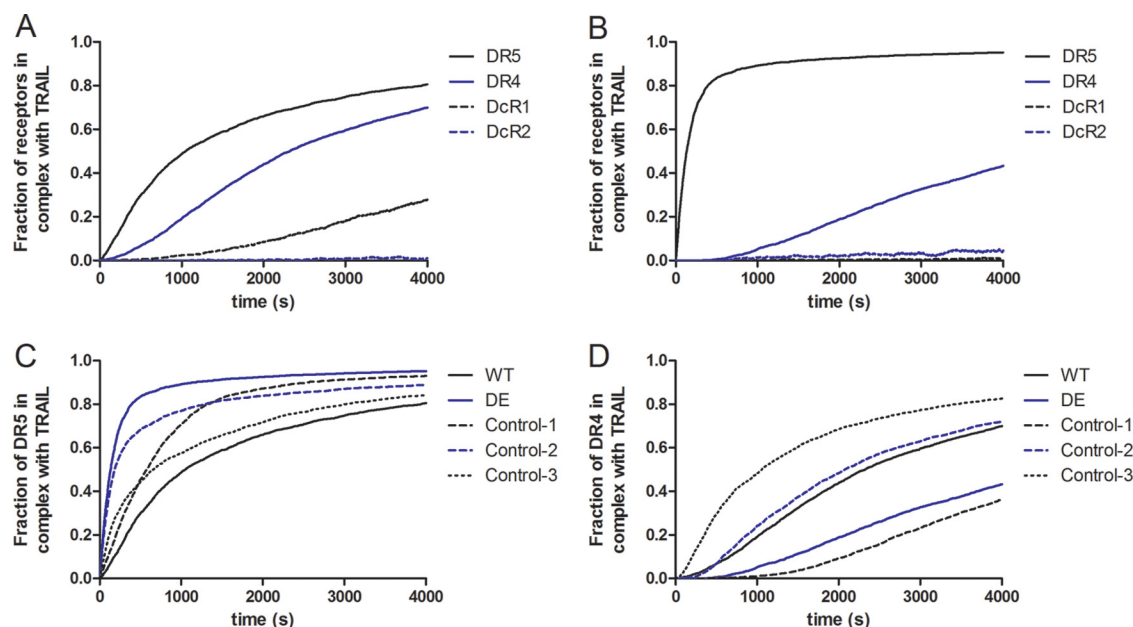 A
Fraction of receptors in
complex with TRAIL
1.0
0.8
0.6
0.4
0.2
0.0
0 1000 2000 3000 4000
time (s)
DR5
DR4
DcR1
DcR2
B
Fraction of receptors in
complex with TRAIL
1.0
0.8
0.6
0.4
0.2
0.0
0 1000 2000 3000 4000
time (s)
DR5
DR4
DcR1
DcR2
C
Fraction of DR5 in
complex with TRAIL
1.0
0.8
0.6
0.4
0.2
0.0
0 1000 2000 3000 4000
time (s)
WT
DE
Control-1
Control-2
Control-3
D
Fraction of DR4 in
complex with TRAIL
1.0
0.8
0.6
0.4
0.2
0.0
0 1000 2000 3000 4000
time (s)
WT
DE
Control-1
Control-2
Control-3